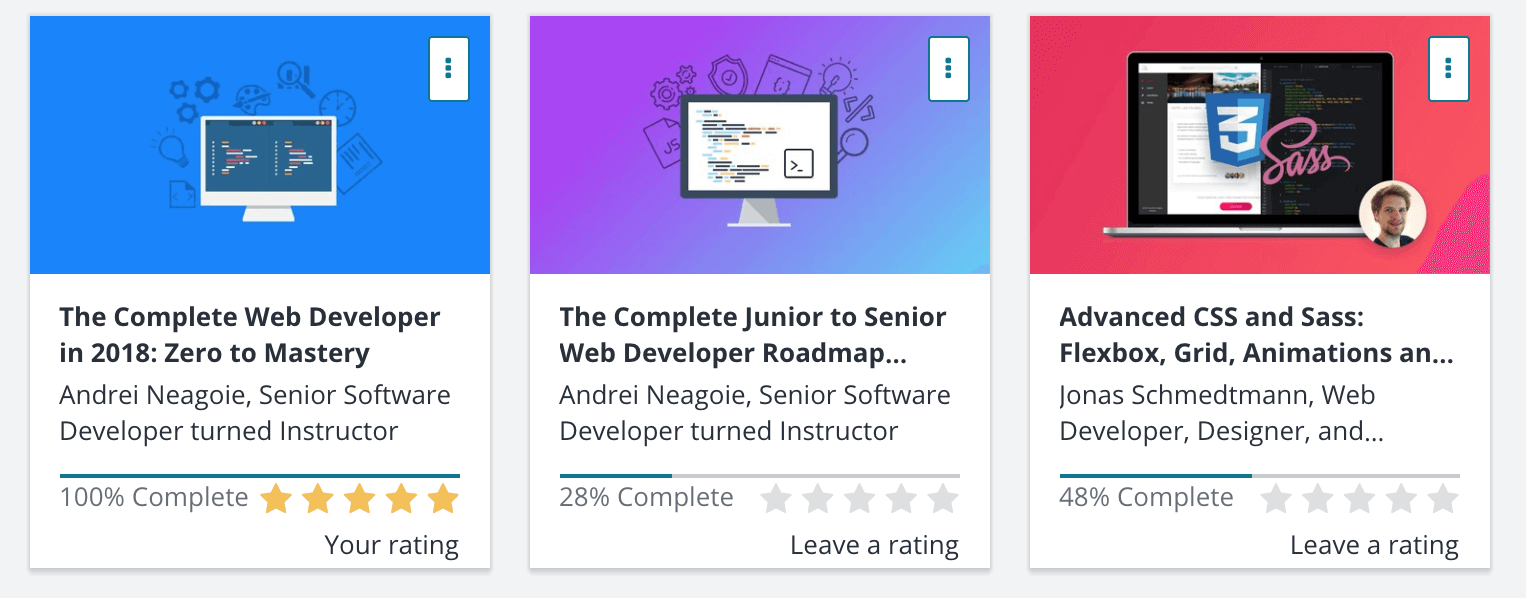 JS
{;}
>_
3
Sass
The Complete Web Developer
in 2018: Zero to Mastery
Andrei Neagoie, Senior Software
Developer turned Instructor
100% Complete
Your rating
The Complete Junior to Senior
Web Developer Roadmap...
Andrei Neagoie, Senior Software
Developer turned Instructor
28% Complete
Leave a rating
Advanced CSS and Sass:
Flexbox, Grid, Animations an...
Jonas Schmedtmann, Web
Developer, Designer, and...
48% Complete
Leave a rating